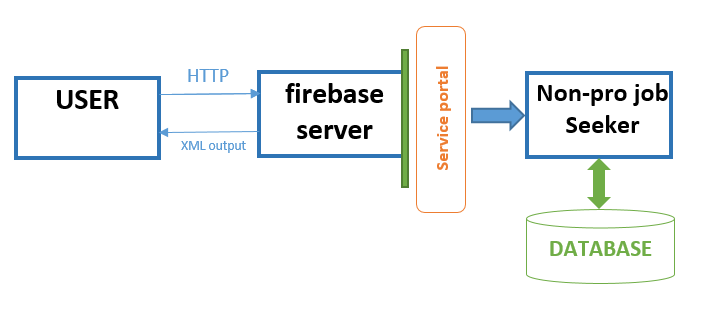 USER
HTTP
XML output
firebase
server
Service portal
Non-pro job
Seeker
DATABASE